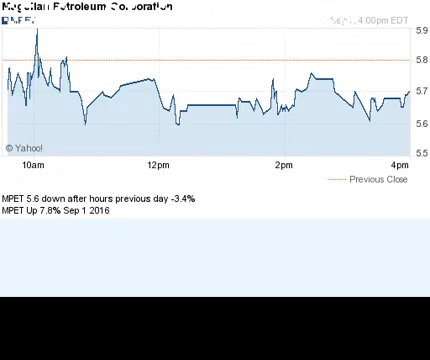 Magellan Petroleum Corporation
MPET
4:00pm EDT
5.9
5.8
5.7
5.6
5.5
© Yahoo!
10am 12pm 2pm 4pm
Previous Close
MPET 5.6 down after hours previous day -3.4%
MPET Up 7.8% Sep 1 2016